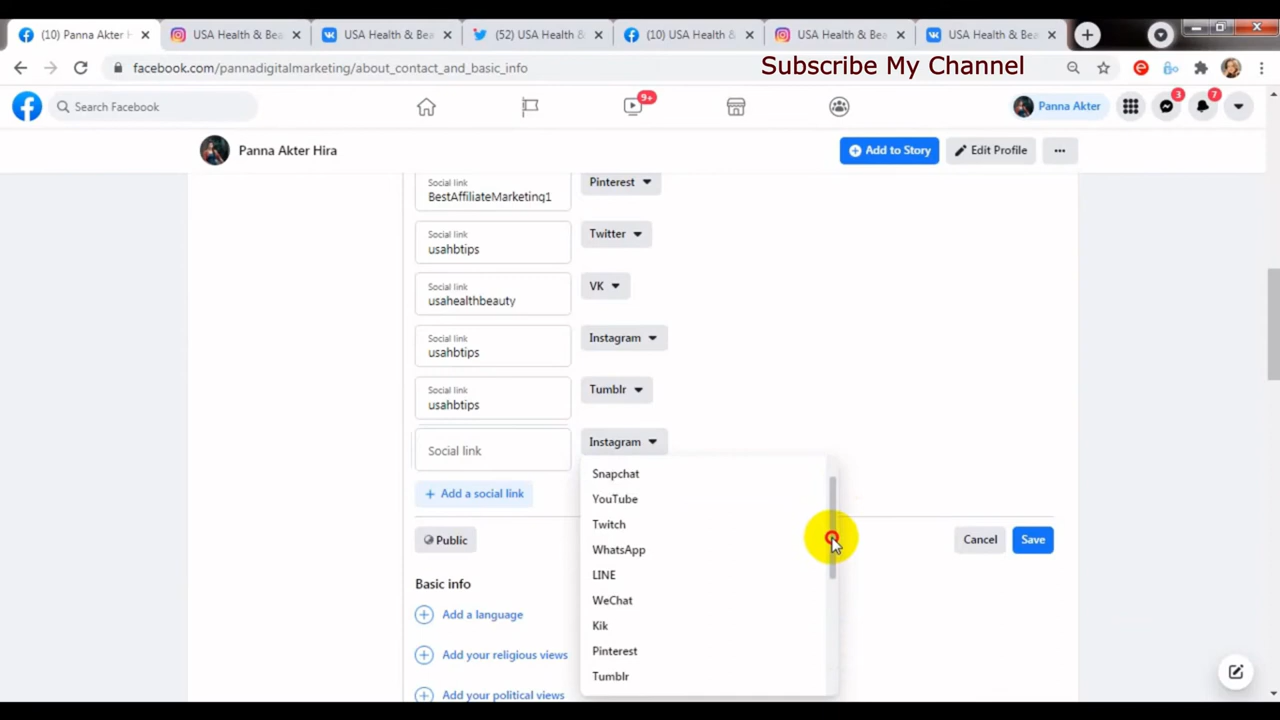 (10) Panna Akter H
USA Health & Bea
USA Health & Bea
(52) USA Health &
(10) USA Health &
USA Health & Bea
USA Health & Bea
facebook.com/pannadigitalmarketing/about_contact_and_basic_info
Subscribe My Channel
Search Facebook
9+
Panna Akter
3
7
Panna Akter Hira
Add to Story
Edit Profile
Social link
BestAffiliateMarketing1
Pinterest
Social link
usahbtips
Twitter
Social link
usahealthbeauty
VK
Social link
usahbtips
Instagram
Social link
usahbtips
Tumblr
Social link
Instagram
Snapchat
YouTube
Twitch
WhatsApp
LINE
WeChat
Kik
Pinterest
Tumblr
+ Add a social link
Public
Cancel
Save
Basic info
Add a language
Add your religious views
Add your political views